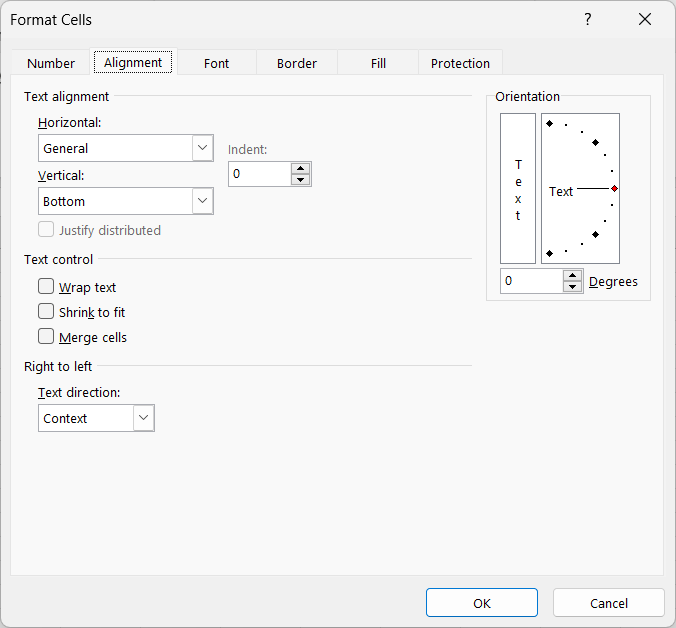 Format Cells
?
Number Alignment Font Border Fill Protection
Text alignment
Horizontal:
General
Indent:
0
Vertical:
Bottom
Justify distributed
Text control
Wrap text
Shrink to fit
Merge cells
Right to left
Text direction:
Context
Orientation
Text
Text
0 Degrees
OK Cancel